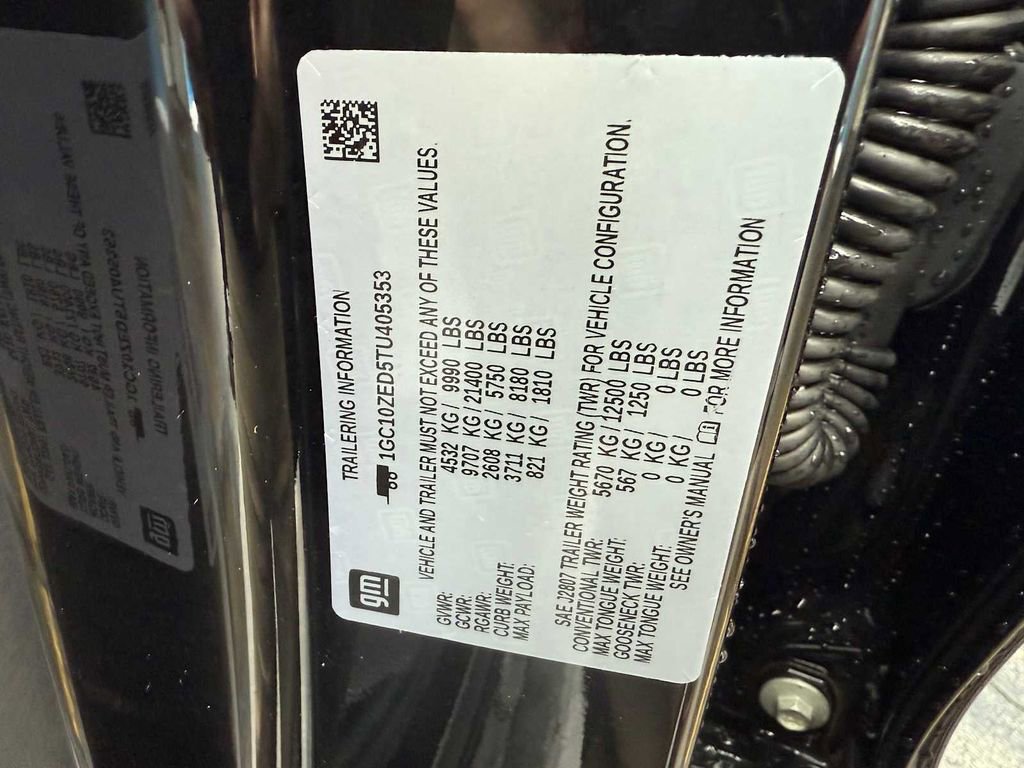 gm
TRAILERING INFORMATION
1GC10ZED5TU405353
VEHICLE AND TRAILER MUST NOT EXCEED ANY OF THESE VALUES.
GVWR: 4532 KG / 9990 LBS
GCWR: 9707 KG / 21400 LBS
RGAWR: 2608 KG / 5750 LBS
CURB WEIGHT: 3711 KG / 8180 LBS
MAX PAYLOAD: 821 KG / 1810 LBS
SAE J2807 TRAILER WEIGHT RATING (TWR) FOR VEHICLE CONFIGURATION.
CONVENTIONAL TWR: 5670 KG / 12500 LBS
MAX TONGUE WEIGHT: 567 KG / 1250 LBS
GOOSENECK TWR: 0 KG / 0 LBS
MAX TONGUE WEIGHT: 0 KG / 0 LBS
SEE OWNER'S MANUAL FOR MORE INFORMATION